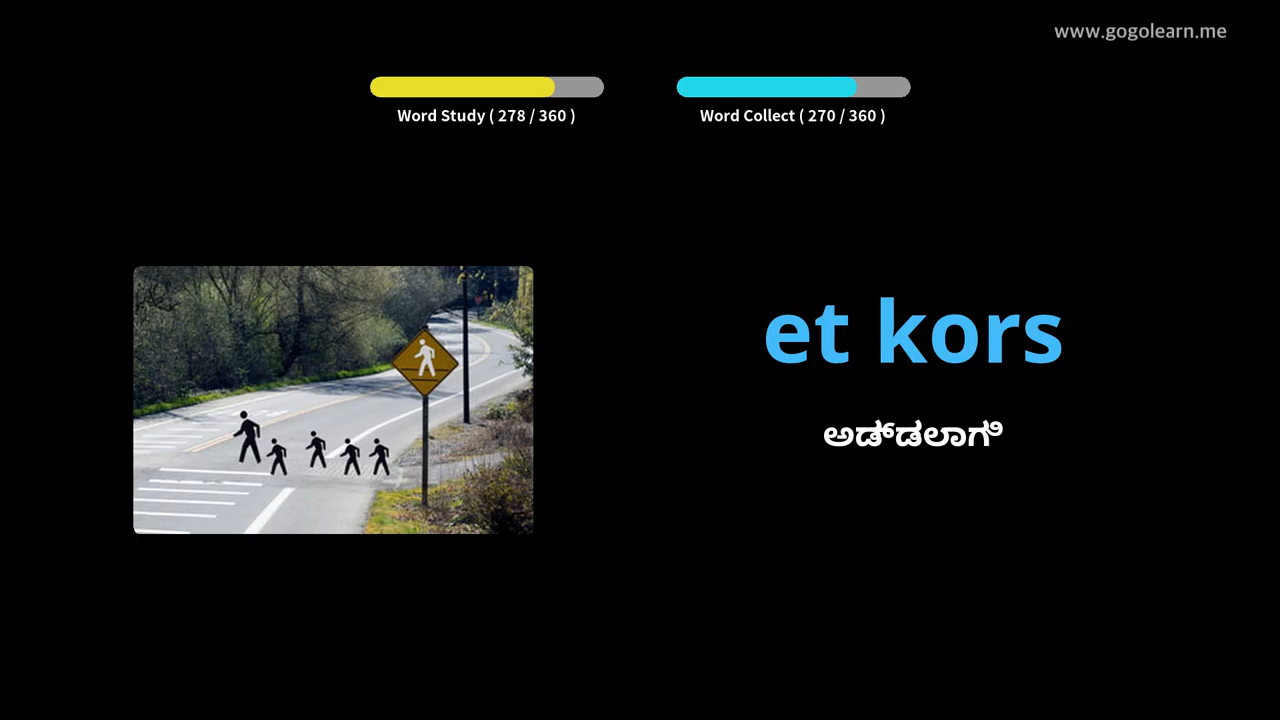 www.gogolearn.me
Word Study ( 278 / 360 )
Word Collect ( 270 / 360 )
et kors
ಅಡ್ಡಲಾಗಿ